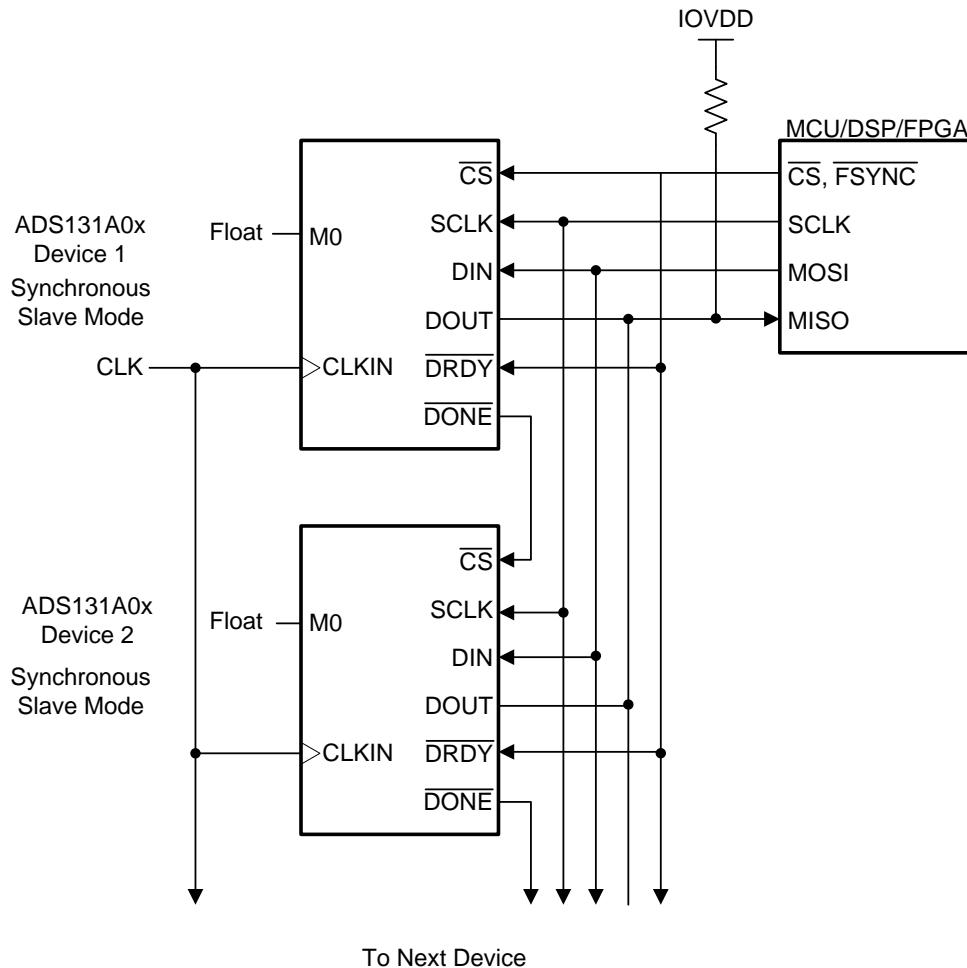 IOVDD
MCU/DSP/FPGA
CS, FSYNC
SCLK
MOSI
MISO
ADS131A0x
Device 1
Synchronous
Slave Mode
Float
M0
CLK
CLKIN
CS
SCLK
DIN
DOUT
DRDY
DONE
ADS131A0x
Device 2
Synchronous
Slave Mode
Float
M0
CLKIN
CS
SCLK
DIN
DOUT
DRDY
DONE
To Next Device